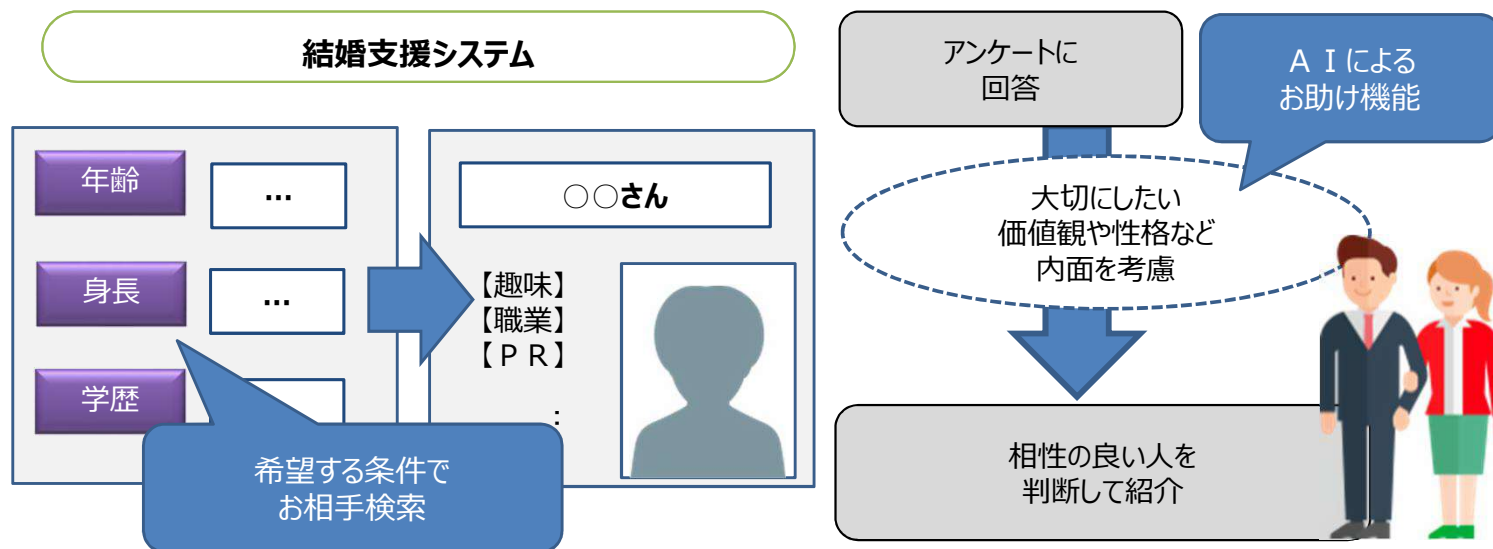 結婚支援システム
年齢
…
身長
…
学歴
希望する条件で
お相手検索
○○さん
【趣味】
【職業】
【ＰＲ】
：
アンケートに
回答
ＡＩによる
お助け機能
大切にしたい
価値観や性格など
内面を考慮
相性の良い人を
判断して紹介